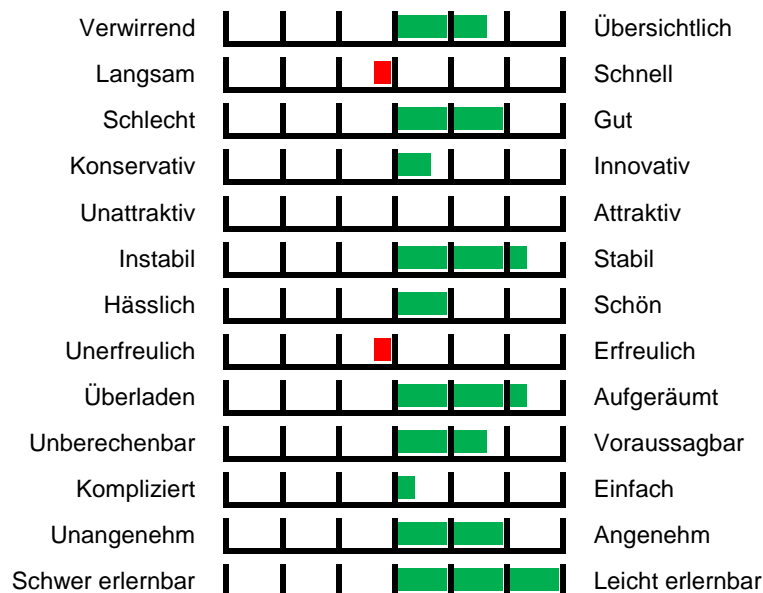 Verwirrend Übersichtlich
Langsam Schnell
Schlecht Gut
Konservativ Innovativ
Unattraktiv Attraktiv
Instabil Stabil
Hässlich Schön
Unerfreulich Erfreulich
Überladen Aufgeräumt
Unberechenbar Voraussagbar
Kompliziert Einfach
Unangenehm Angenehm
Schwer erlernbar Leicht erlernbar